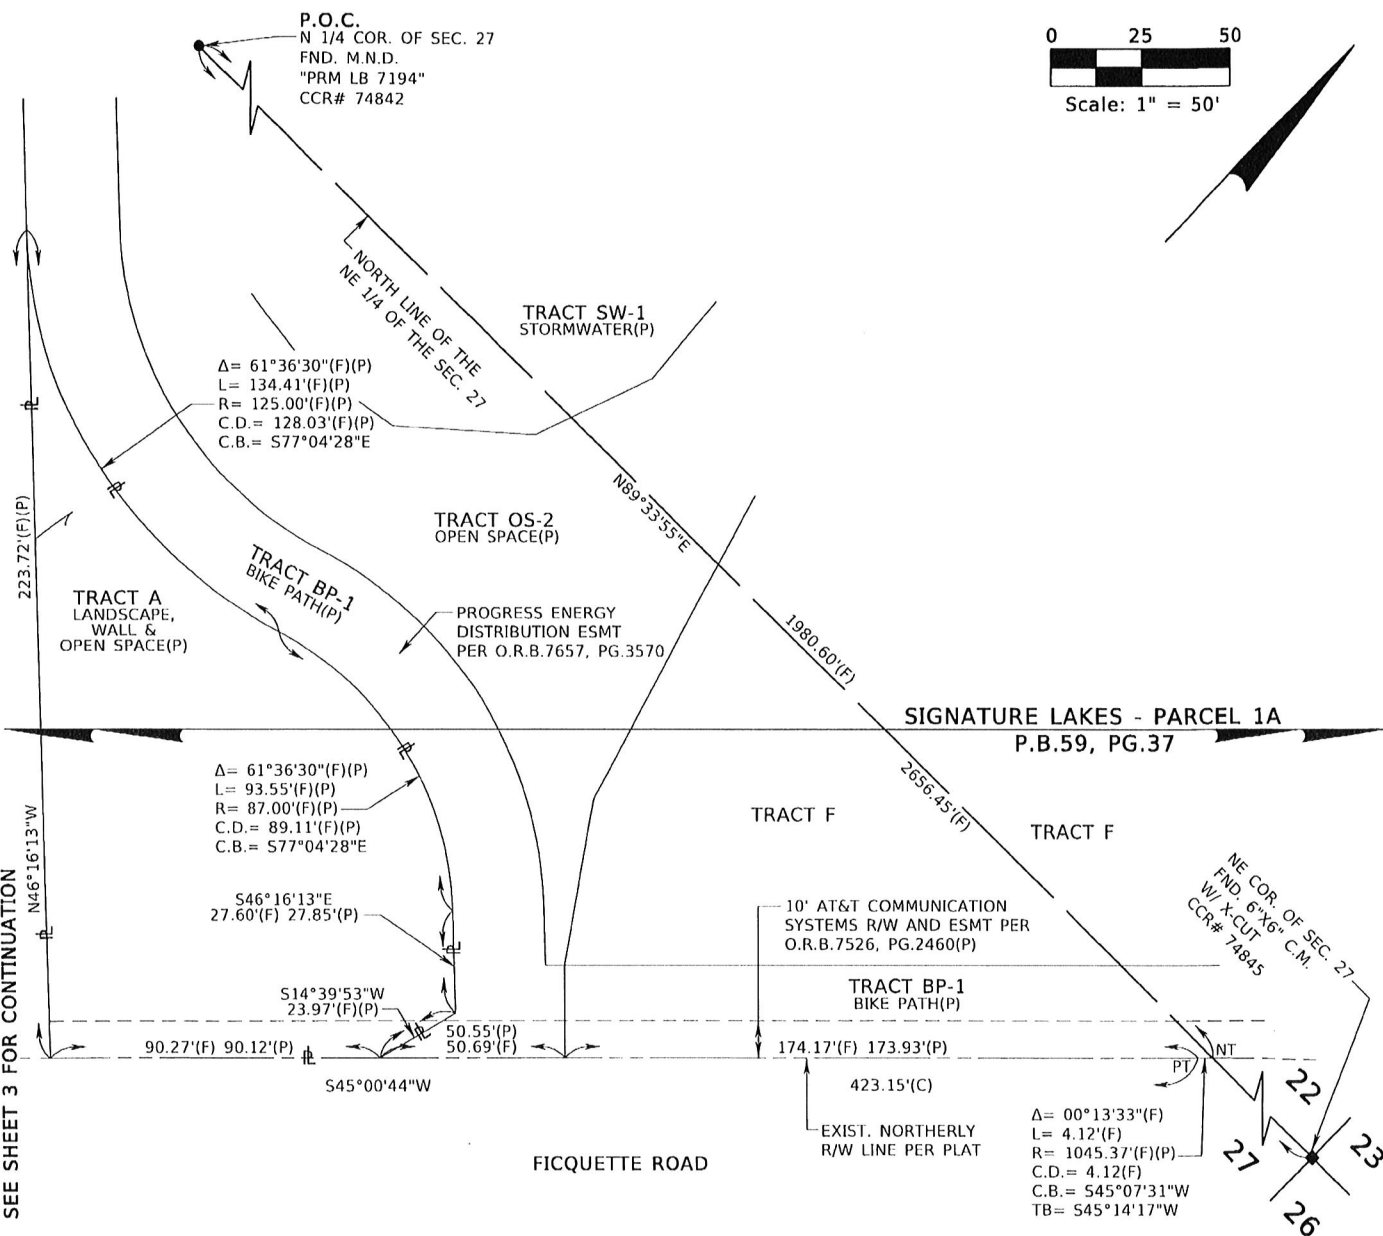 P.O.C.
N 1/4 COR. OF SEC. 27
FND. M.N.D.
"PRM LB 7194"
CCR# 74842
0 25 50
Scale: 1" = 50'
NORTH LINE OF THE
NE 1/4 OF THE SEC. 27
TRACT SW-1
STORMWATER(P)
Δ= 61°36'30"(F)(P)
L= 134.41'(F)(P)
R= 125.00'(F)(P)
C.D.= 128.03'(F)(P)
C.B.= S77°04'28"E
PL
PL
223.72'(F)(P)
N89°33'55"E
TRACT OS-2
OPEN SPACE(P)
TRACT BP-1
BIKE PATH(P)
TRACT A
LANDSCAPE,
WALL &
OPEN SPACE(P)
PROGRESS ENERGY
DISTRIBUTION ESMT
PER O.R.B.7657, PG.3570
1980.60'(F)
SIGNATURE LAKES - PARCEL 1A
P.B.59, PG.37
PL
Δ= 61°36'30"(F)(P)
L= 93.55'(F)(P)
R= 87.00'(F)(P)
C.D.= 89.11'(F)(P)
C.B.= S77°04'28"E
2656.45'(F)
TRACT F
TRACT F
N46°16'13"W
SEE SHEET 3 FOR CONTINUATION
NE COR. OF SEC. 27
FND. 6"X6" C.M.
W/ X-CUT
CCR# 74845
S46°16'13"E
27.60'(F) 27.85'(P)
PL
PL
10' AT&T COMMUNICATION
SYSTEMS R/W AND ESMT PER
O.R.B.7526, PG.2460(P)
TRACT BP-1
BIKE PATH(P)
S14°39'53"W
23.97'(F)(P)
PL
50.55'(P)
50.69'(F)
90.27'(F) 90.12'(P)
PL
174.17'(F) 173.93'(P)
NT
PT
S45°00'44"W
423.15'(C)
EXIST. NORTHERLY
R/W LINE PER PLAT
FICQUETTE ROAD
Δ= 00°13'33"(F)
L= 4.12'(F)
R= 1045.37'(F)(P)
C.D.= 4.12(F)
C.B.= S45°07'31"W
TB= S45°14'17"W
22
23
27
26